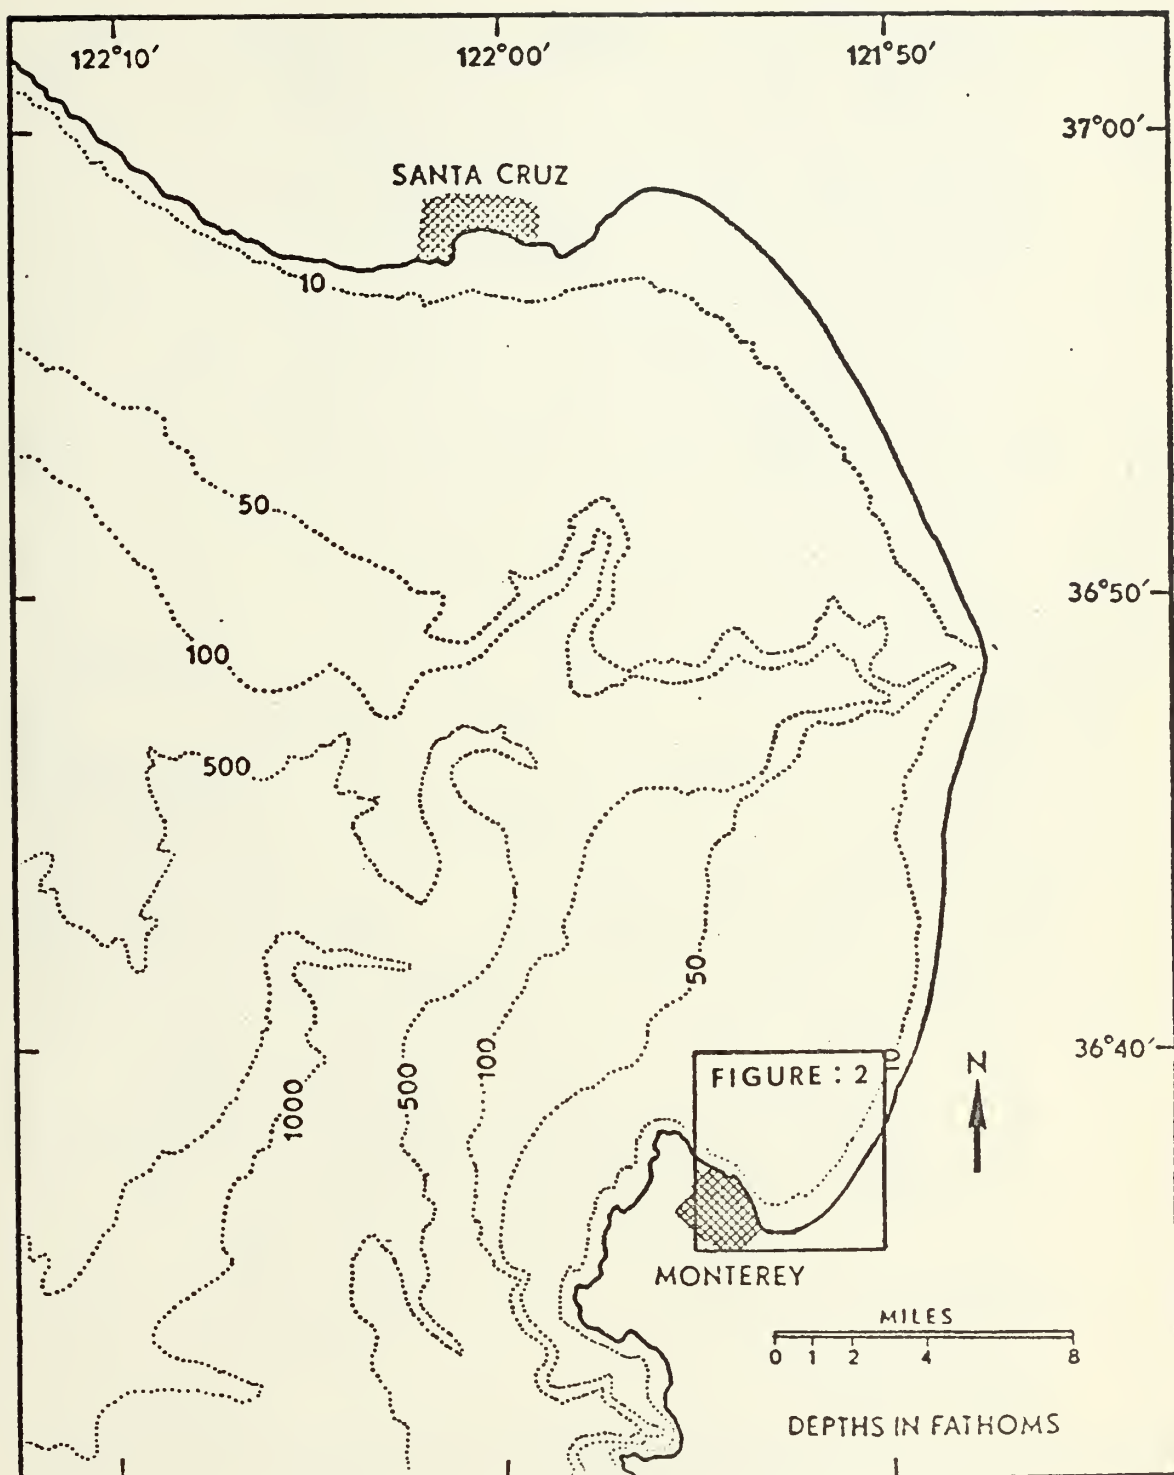 122°10′
122°00′
121°50′
37°00′
SANTA CRUZ
10
50
36°50′
100
500
50
36°40′
100
500
1000
10
FIGURE : 2
N
MONTEREY
MILES
0 1 2 4 8
DEPTHS IN FATHOMS